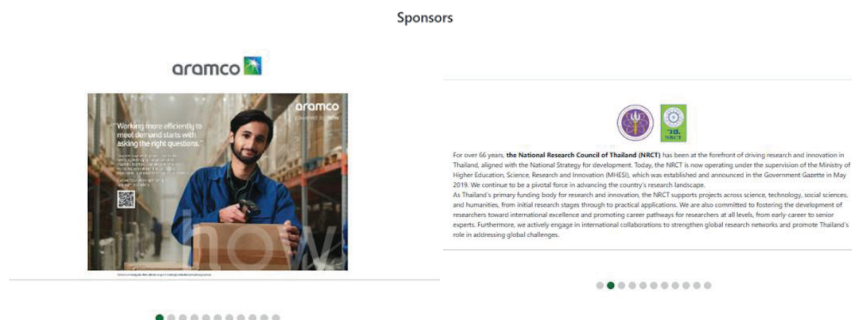 Sponsors
aramco
aramco
"Working more efficiently to
meet demand starts with
asking the right questions."
how
วช.
NRCT
For over 66 years, the National Research Council of Thailand (NRCT) has been at the forefront of driving research and innovation in
Thailand, aligned with the National Strategy for development. Today, the NRCT is now operating under the supervision of the Ministry of
Higher Education, Science, Research and Innovation (MHESI), which was established and announced in the Government Gazette in May
2019. We continue to be a pivotal force in advancing the country's research landscape.
As Thailand's primary funding body for research and innovation, the NRCT supports projects across science, technology, social sciences,
and humanities, from initial research stages through to practical applications. We are also committed to fostering the development of
researchers toward international excellence and promoting career pathways for researchers at all levels, from early-career to senior
experts. Furthermore, we actively engage in international collaborations to strengthen global research networks and promote Thailand's
role in addressing global challenges.